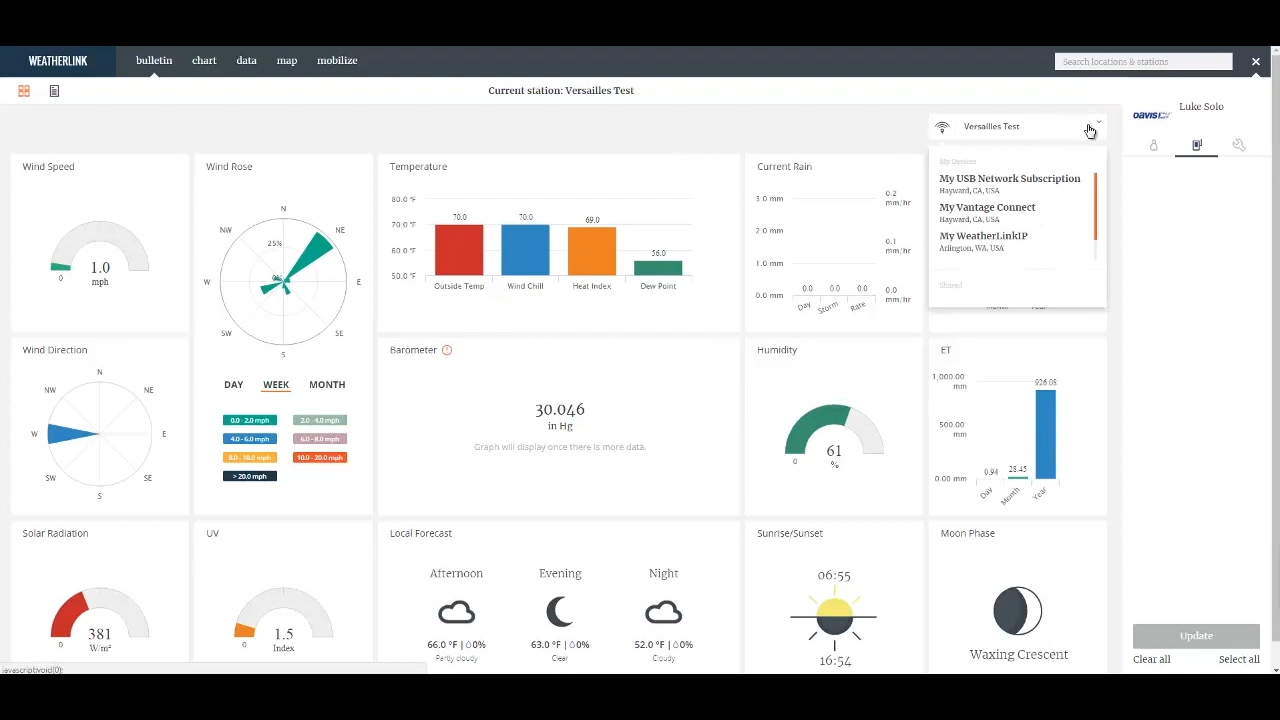 WEATHERLINK
bulletin
chart
data
map
mobilize
Search locations & stations
Current station: Versailles Test
Luke Solo
DAVIS
Versailles Test
My Devices
My USB Network Subscription
Hayward, CA, USA
My Vantage Connect
Hayward, CA, USA
My WeatherLinkIP
Arlington, WA, USA
Shared
Wind Speed
1.0
mph
0
Wind Rose
N
NE
E
SE
S
SW
W
NW
25%
0%
DAY WEEK MONTH
0.0 - 2.0 mph
2.0 - 4.0 mph
4.0 - 6.0 mph
6.0 - 8.0 mph
8.0 - 10.0 mph
10.0 - 20.0 mph
> 20.0 mph
Temperature
80.0 °F
70.0 °F
60.0 °F
50.0 °F
70.0
70.0
69.0
56.0
Outside Temp
Wind Chill
Heat Index
Dew Point
Current Rain
3.0 mm
2.0 mm
1.0 mm
0.0 mm
0.2
mm/hr
0.1
mm/hr
0.0
mm/hr
0.0
0.0
0.0
Day
Storm
Rate
Month
Year
Wind Direction
N
NE
E
SE
S
SW
W
NW
Barometer
30.046
in Hg
Graph will display once there is more data.
Humidity
61
%
0
ET
1,000.00
mm
500.00
mm
0.00 mm
0.94
28.45
926.08
Day
Month
Year
Solar Radiation
381
W/m²
0
UV
1.5
Index
0
Local Forecast
Afternoon
Evening
Night
66.0 °F | 0%
63.0 °F | 0%
52.0 °F | 0%
Partly cloudy
Clear
Cloudy
Sunrise/Sunset
06:55
16:54
Moon Phase
Waxing Crescent
Update
Clear all
Select all
javascript:void(0);